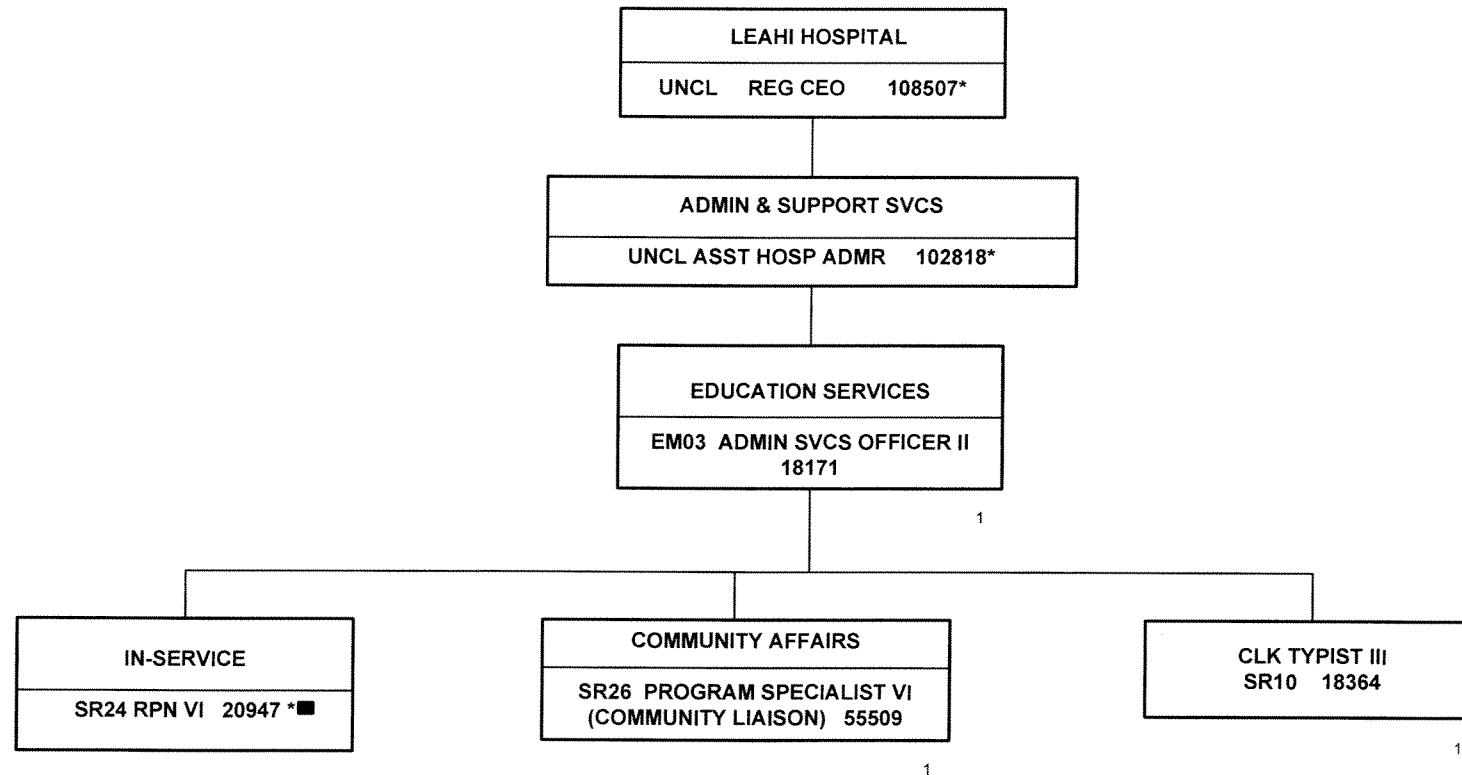 LEAHI HOSPITAL
UNCL REG CEO 108507*
ADMIN & SUPPORT SVCS
UNCL ASST HOSP ADMR 102818*
EDUCATION SERVICES
EM03 ADMIN SVCS OFFICER II
18171
1
IN-SERVICE
SR24 RPN VI 20947 *■
COMMUNITY AFFAIRS
SR26 PROGRAM SPECIALIST VI
(COMMUNITY LIAISON) 55509
1
CLK TYPIST III
SR10 18364
1